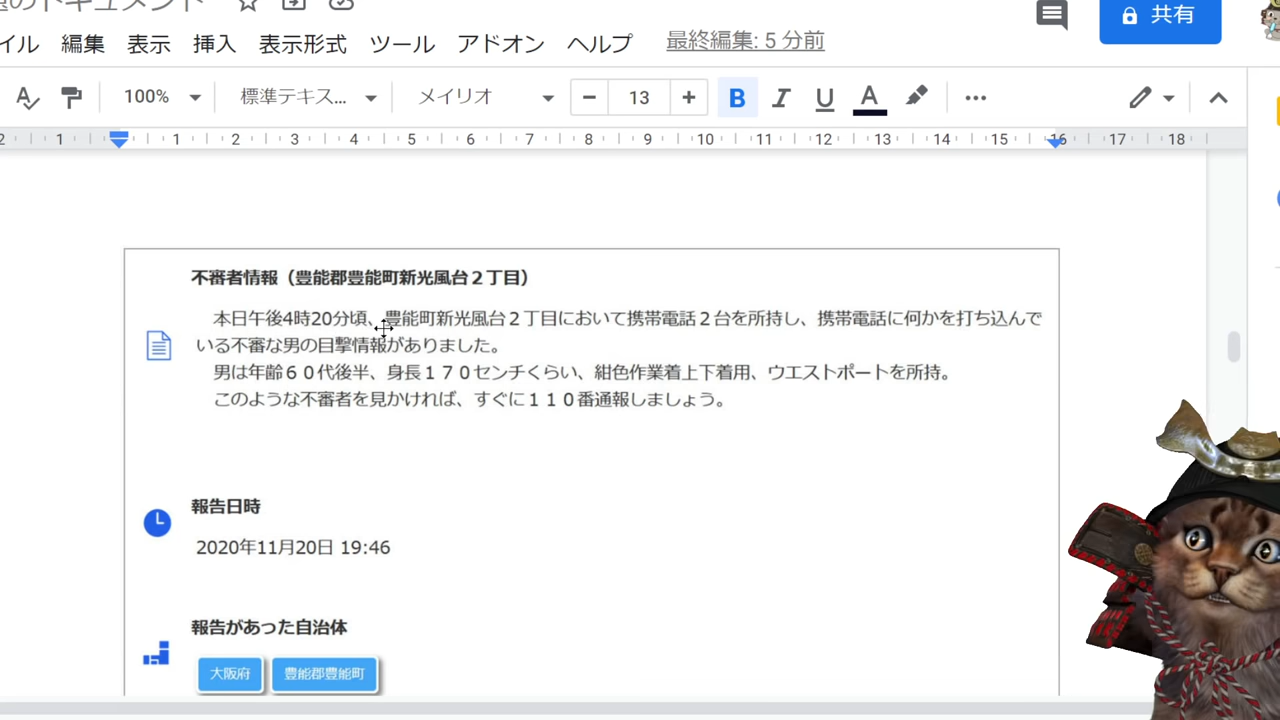 のドキュメント
イル 編集 表示 挿入 表示形式 ツール アドオン ヘルプ 最終編集: 5 分前 共有
100% 標準テキス... メイリオ − 13 + B I U A
2 1 1 2 3 4 5 6 7 8 9 10 11 12 13 14 15 16 17 18
不審者情報（豊能郡豊能町新光風台２丁目）
本日午後4時20分頃、豊能町新光風台２丁目において携帯電話２台を所持し、携帯電話に何かを打ち込んで
いる不審な男の目撃情報がありました。
男は年齢６０代後半、身長１７０センチくらい、紺色作業着上下着用、ウエストポートを所持。
このような不審者を見かければ、すぐに１１０番通報しましょう。
報告日時
2020年11月20日 19:46
報告があった自治体
大阪府 豊能郡豊能町